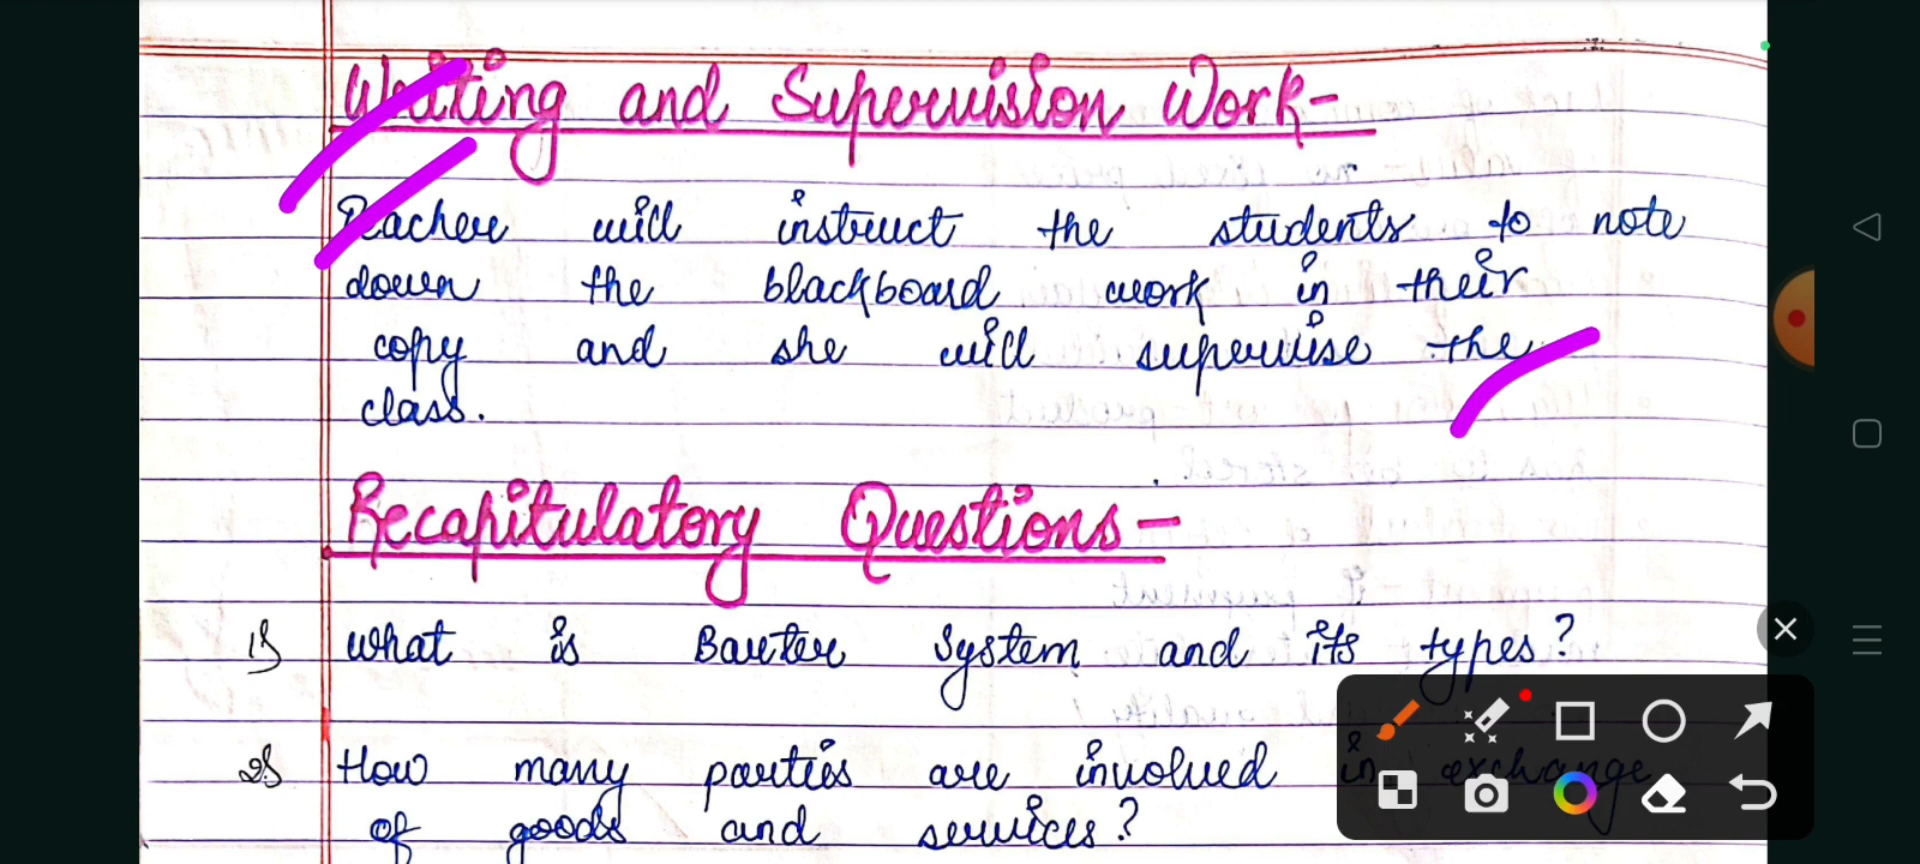 Writing and Supervision Work-
Teacher will instruct the students to note
down the blackboard work in their
copy and she will supervise the
class.
Recapitulatory Questions-
1) What is Barter System and its types?
2) How many parties are involved in exchange
of goods and services?